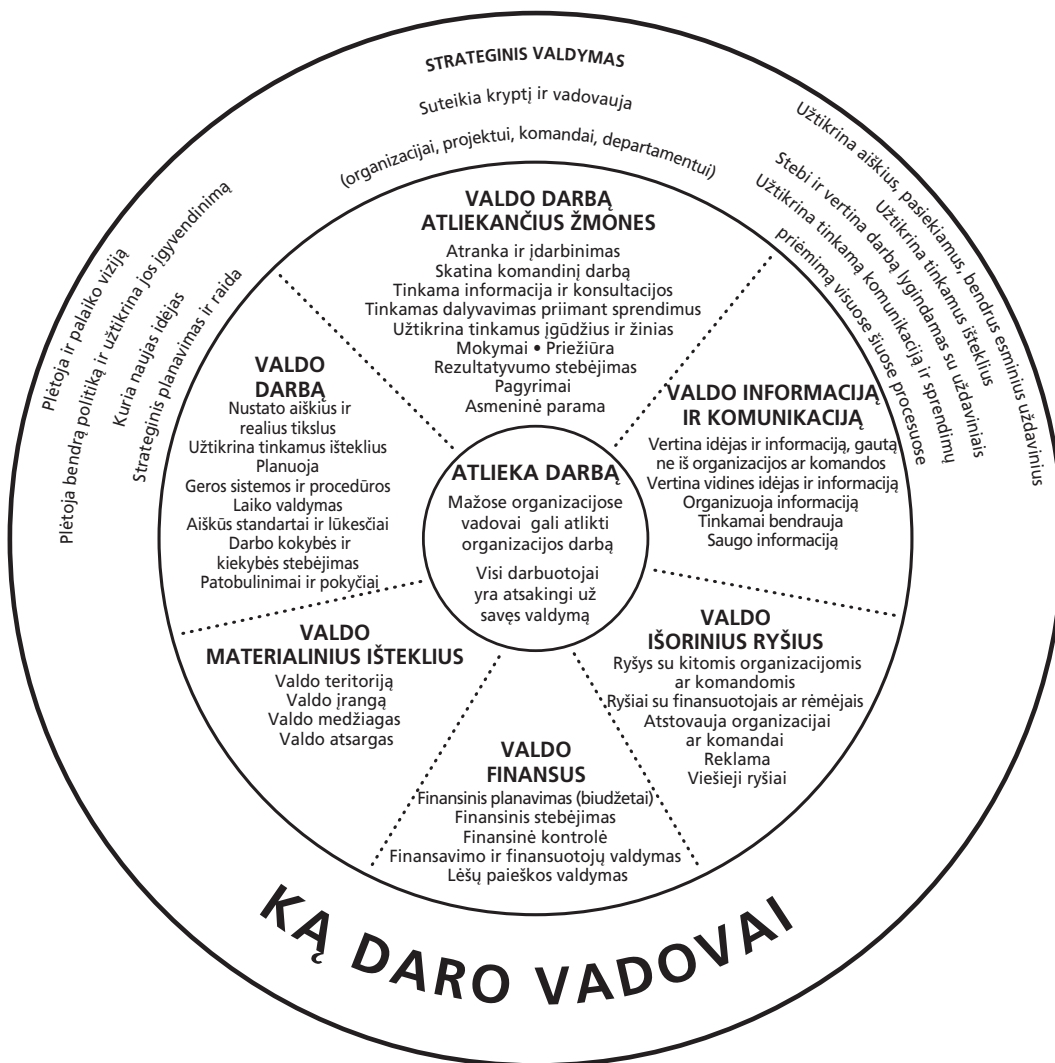 STRATEGINIS VALDYMAS
Suteikia kryptį ir vadovauja
(organizacijai, projektui, komandai, departamentui)
Plėtoja ir palaiko viziją
Plėtoja bendrą politiką ir užtikrina jos įgyvendinimą
Kuria naujas idėjas
Strateginis planavimas ir raida
Užtikrina aiškius, pasiekiamus, bendrus esminius uždavinius
Užtikrina tinkamus išteklius
Stebi ir vertina darbą lygindamas su uždaviniais
Užtikrina tinkamą komunikaciją ir sprendimų
priėmimą visuose šiuose procesuose
VALDO DARBĄ
ATLIEKANČIUS ŽMONES
Atranka ir įdarbinimas
Skatina komandinį darbą
Tinkama informacija ir konsultacijos
Tinkamas dalyvavimas priimant sprendimus
Užtikrina tinkamus įgūdžius ir žinias
Mokymai • Priežiūra
Rezultatyvumo stebėjimas
Pagyrimai
Asmeninė parama
VALDO
DARBĄ
Nustato aiškius ir
realius tikslus
Užtikrina tinkamus išteklius
Planuoja
Geros sistemos ir procedūros
Laiko valdymas
Aiškūs standartai ir lūkesčiai
Darbo kokybės ir
kiekybės stebėjimas
Patobulinimai ir pokyčiai
VALDO INFORMACIJĄ
IR KOMUNIKACIJĄ
Vertina idėjas ir informaciją, gautą
ne iš organizacijos ar komandos
Vertina vidines idėjas ir informaciją
Organizuoja informaciją
Tinkamai bendrauja
Saugo informaciją
ATLIEKA DARBĄ
Mažose organizacijose
vadovai gali atlikti
organizacijos darbą
Visi darbuotojai
yra atsakingi už
savęs valdymą
VALDO
MATERIALINIUS IŠTEKLIUS
Valdo teritoriją
Valdo įrangą
Valdo medžiagas
Valdo atsargas
VALDO
IŠORINIUS RYŠIUS
Ryšys su kitomis organizacijomis
ar komandomis
Ryšiai su finansuotojais ar rėmėjais
Atstovauja organizacijai
ar komandai
Reklama
Viešieji ryšiai
VALDO
FINANSUS
Finansinis planavimas (biudžetai)
Finansinis stebėjimas
Finansinė kontrolė
Finansavimo ir finansuotojų valdymas
Lėšų paieškos valdymas
KĄ DARO VADOVAI